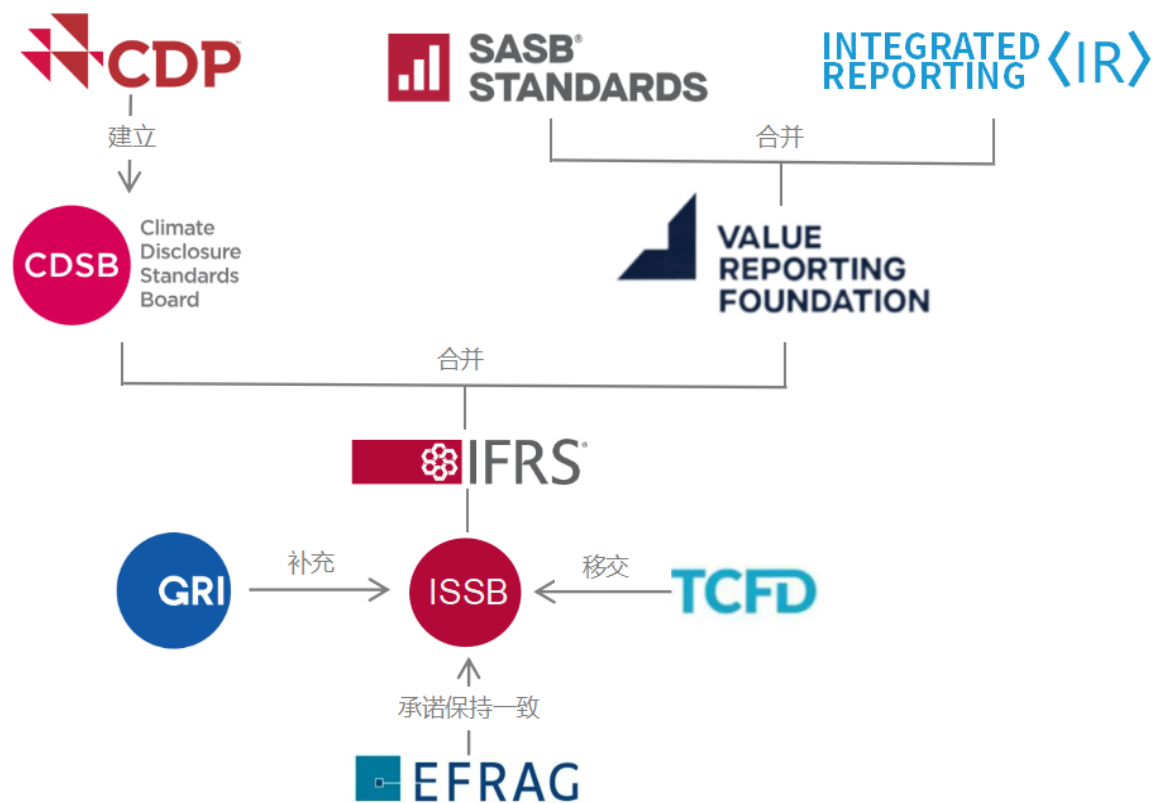 CDP
SASB®
STANDARDS
INTEGRATED
REPORTING
<IR>
建立
合并
CDSB
Climate
Disclosure
Standards
Board
VALUE
REPORTING
FOUNDATION
合并
IFRS®
GRI
补充
ISSB
移交
TCFD
承诺保持一致
EFRAG